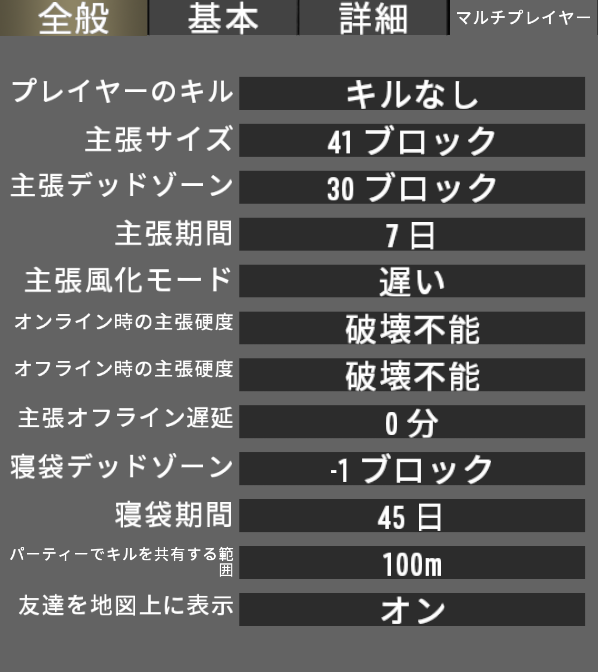 全般 基本 詳細 マルチプレイヤー
プレイヤーのキル キルなし
主張サイズ 41 ブロック
主張デッドゾーン 30 ブロック
主張期間 7 日
主張風化モード 遅い
オンライン時の主張硬度 破壊不能
オフライン時の主張硬度 破壊不能
主張オフライン遅延 0 分
寝袋デッドゾーン -1 ブロック
寝袋期間 45 日
パーティーでキルを共有する範
囲 100m
友達を地図上に表示 オン